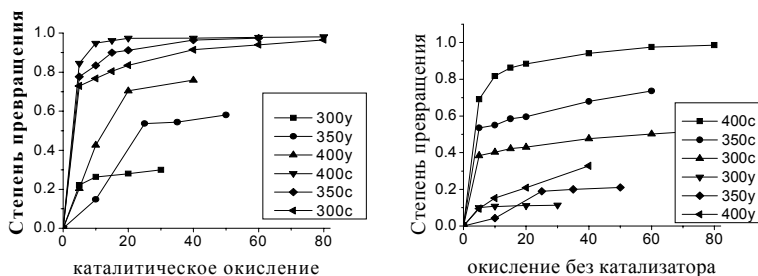 Степень превращения
1.0
0.8
0.6
0.4
0.2
0.0
0 20 40 60 80
каталитическое окисление
300у
350у
400у
400с
350с
300с
Степень превращения
1.0
0.8
0.6
0.4
0.2
0.0
0 20 40 60 80
окисление без катализатора
400с
350с
300с
300у
350у
400у